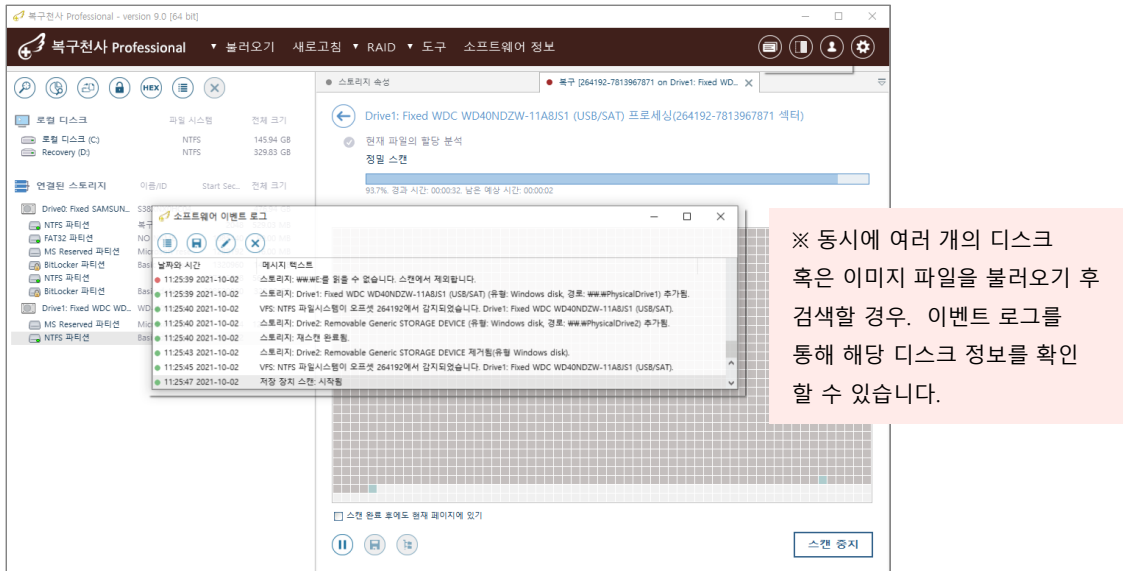 복구천사 Professional - version 9.0 [64 bit]
복구천사 Professional ▼ 불러오기 새로고침 ▼ RAID ▼ 도구 소프트웨어 정보
HEX
로컬 디스크 파일 시스템 전체 크기
로컬 디스크 (C:) NTFS 145.94 GB
Recovery (D:) NTFS 329.83 GB
연결된 스토리지 이름/ID Start Sec... 전체 크기
Drive0: Fixed SAMSUN...
NTFS 파티션
FAT32 파티션 NO
MS Reserved 파티션
BitLocker 파티션
NTFS 파티션
BitLocker 파티션
Drive1: Fixed WDC WD...
MS Reserved 파티션
NTFS 파티션
스토리지 속성
복구 [264192-7813967871 on Drive1: Fixed WD...
Drive1: Fixed WDC WD40NDZW-11A8JS1 (USB/SAT) 프로세싱(264192-7813967871 섹터)
현재 파일의 할당 분석
정밀 스캔
93.7%. 경과 시간: 00:00:32. 남은 예상 시간: 00:00:02
소프트웨어 이벤트 로그
날짜와 시간 메시지 텍스트
11:25:39 2021-10-02 스토리지: ₩₩.₩E:를 읽을 수 없습니다. 스캔에서 제외합니다.
11:25:39 2021-10-02 스토리지: Drive1: Fixed WDC WD40NDZW-11A8JS1 (USB/SAT) (유형: Windows disk, 경로: ₩₩.₩PhysicalDrive1) 추가됨.
11:25:40 2021-10-02 VFS: NTFS 파일시스템이 오프셋 264192에서 감지되었습니다. Drive1: Fixed WDC WD40NDZW-11A8JS1 (USB/SAT).
11:25:40 2021-10-02 스토리지: Drive2: Removable Generic STORAGE DEVICE (유형: Windows disk, 경로: ₩₩.₩PhysicalDrive2) 추가됨.
11:25:40 2021-10-02 스토리지: 재스캔 완료됨.
11:25:43 2021-10-02 스토리지: Drive2: Removable Generic STORAGE DEVICE 제거됨(유형 Windows disk).
11:25:45 2021-10-02 VFS: NTFS 파일시스템이 오프셋 264192에서 감지되었습니다. Drive1: Fixed WDC WD40NDZW-11A8JS1 (USB/SAT).
11:25:47 2021-10-02 저장 장치 스캔: 시작됨
스캔 완료 후에도 현재 페이지에 있기
스캔 중지
※ 동시에 여러 개의 디스크
혹은 이미지 파일을 불러오기 후
검색할 경우. 이벤트 로그를
통해 해당 디스크 정보를 확인
할 수 있습니다.